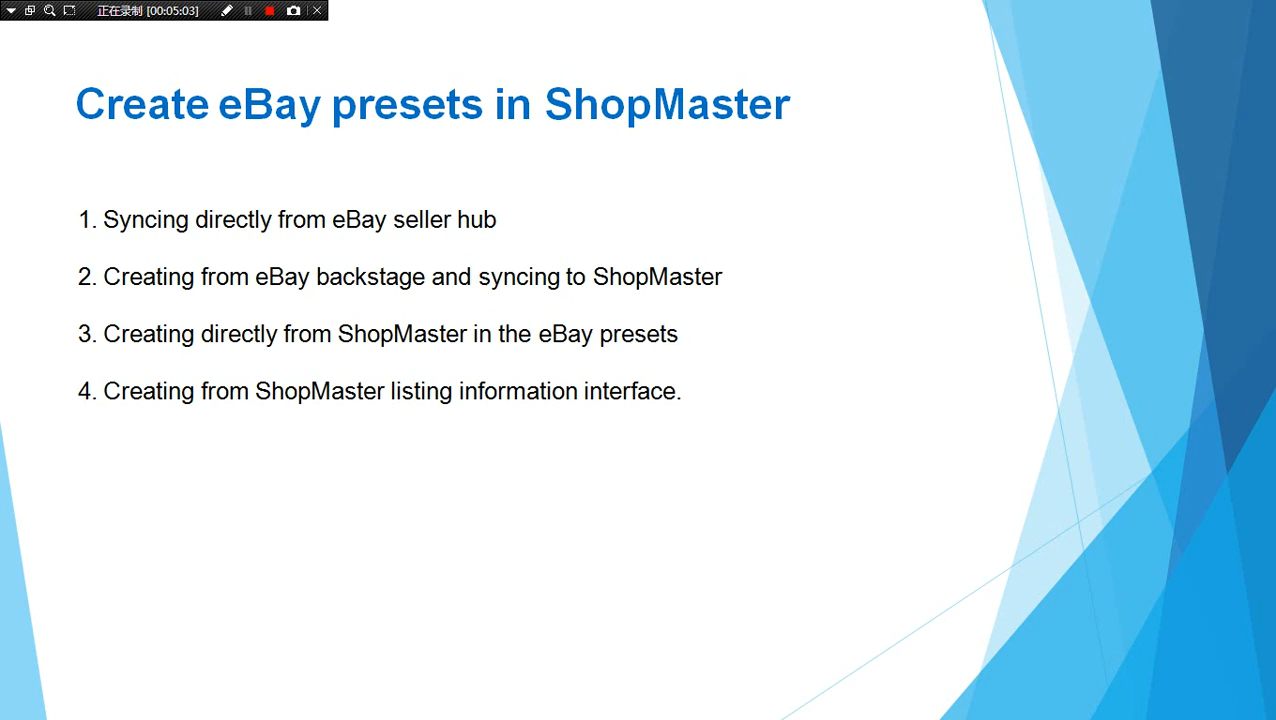 正在录制 [00:05:03]
Create eBay presets in ShopMaster
1. Syncing directly from eBay seller hub
2. Creating from eBay backstage and syncing to ShopMaster
3. Creating directly from ShopMaster in the eBay presets
4. Creating from ShopMaster listing information interface.